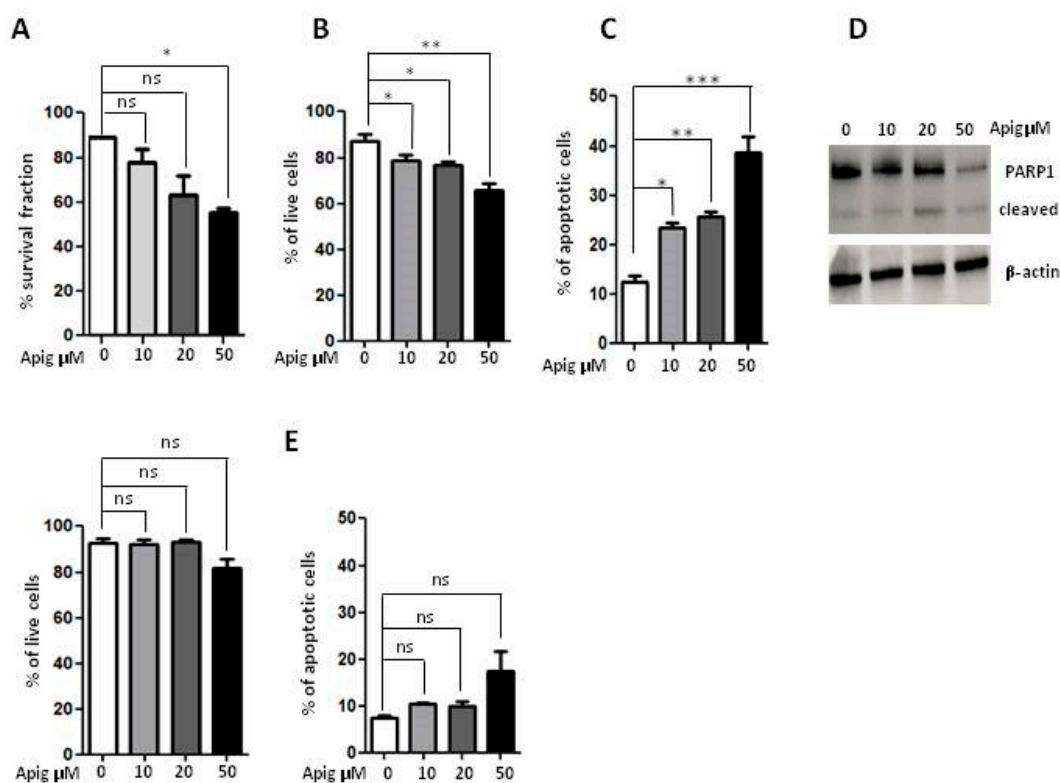 A
*
ns
ns
% survival fraction
100
80
60
40
20
0
Apig μM 0 10 20 50
B
**
*
*
% of live cells
100
80
60
40
20
0
Apig μM 0 10 20 50
C
***
**
*
% of apoptotic cells
50
40
30
20
10
0
Apig μM 0 10 20 50
D
0 10 20 50 Apig μM
PARP1
cleaved
β-actin
ns
ns
ns
% of live cells
100
80
60
40
20
0
Apig μM 0 10 20 50
E
ns
ns
ns
% of apoptotic cells
50
40
30
20
10
0
Apig μM 0 10 20 50